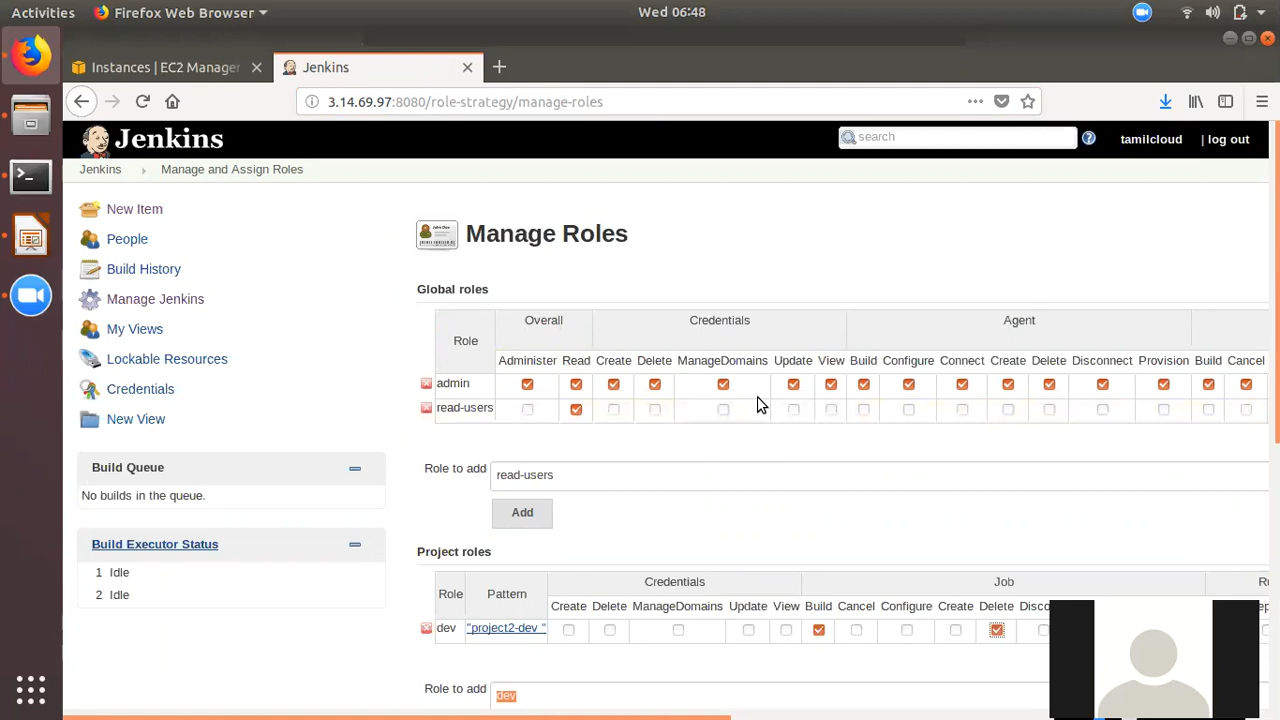 Activities Firefox Web Browser Wed 06:48
Instances | EC2 Manager Jenkins
3.14.69.97:8080/role-strategy/manage-roles
Jenkins search tamilcloud | log out
Jenkins Manage and Assign Roles
New Item
People
Build History
Manage Jenkins
My Views
Lockable Resources
Credentials
New View
Build Queue
No builds in the queue.
Build Executor Status
1 Idle
2 Idle
Manage Roles
Global roles
Role Overall Credentials Agent
Administer Read Create Delete ManageDomains Update View Build Configure Connect Create Delete Disconnect Provision Build Cancel
admin
read-users
Role to add read-users
Add
Project roles
Role Pattern Credentials Job
Create Delete ManageDomains Update View Build Cancel Configure Create Delete
dev "project2-dev "
Role to add dev